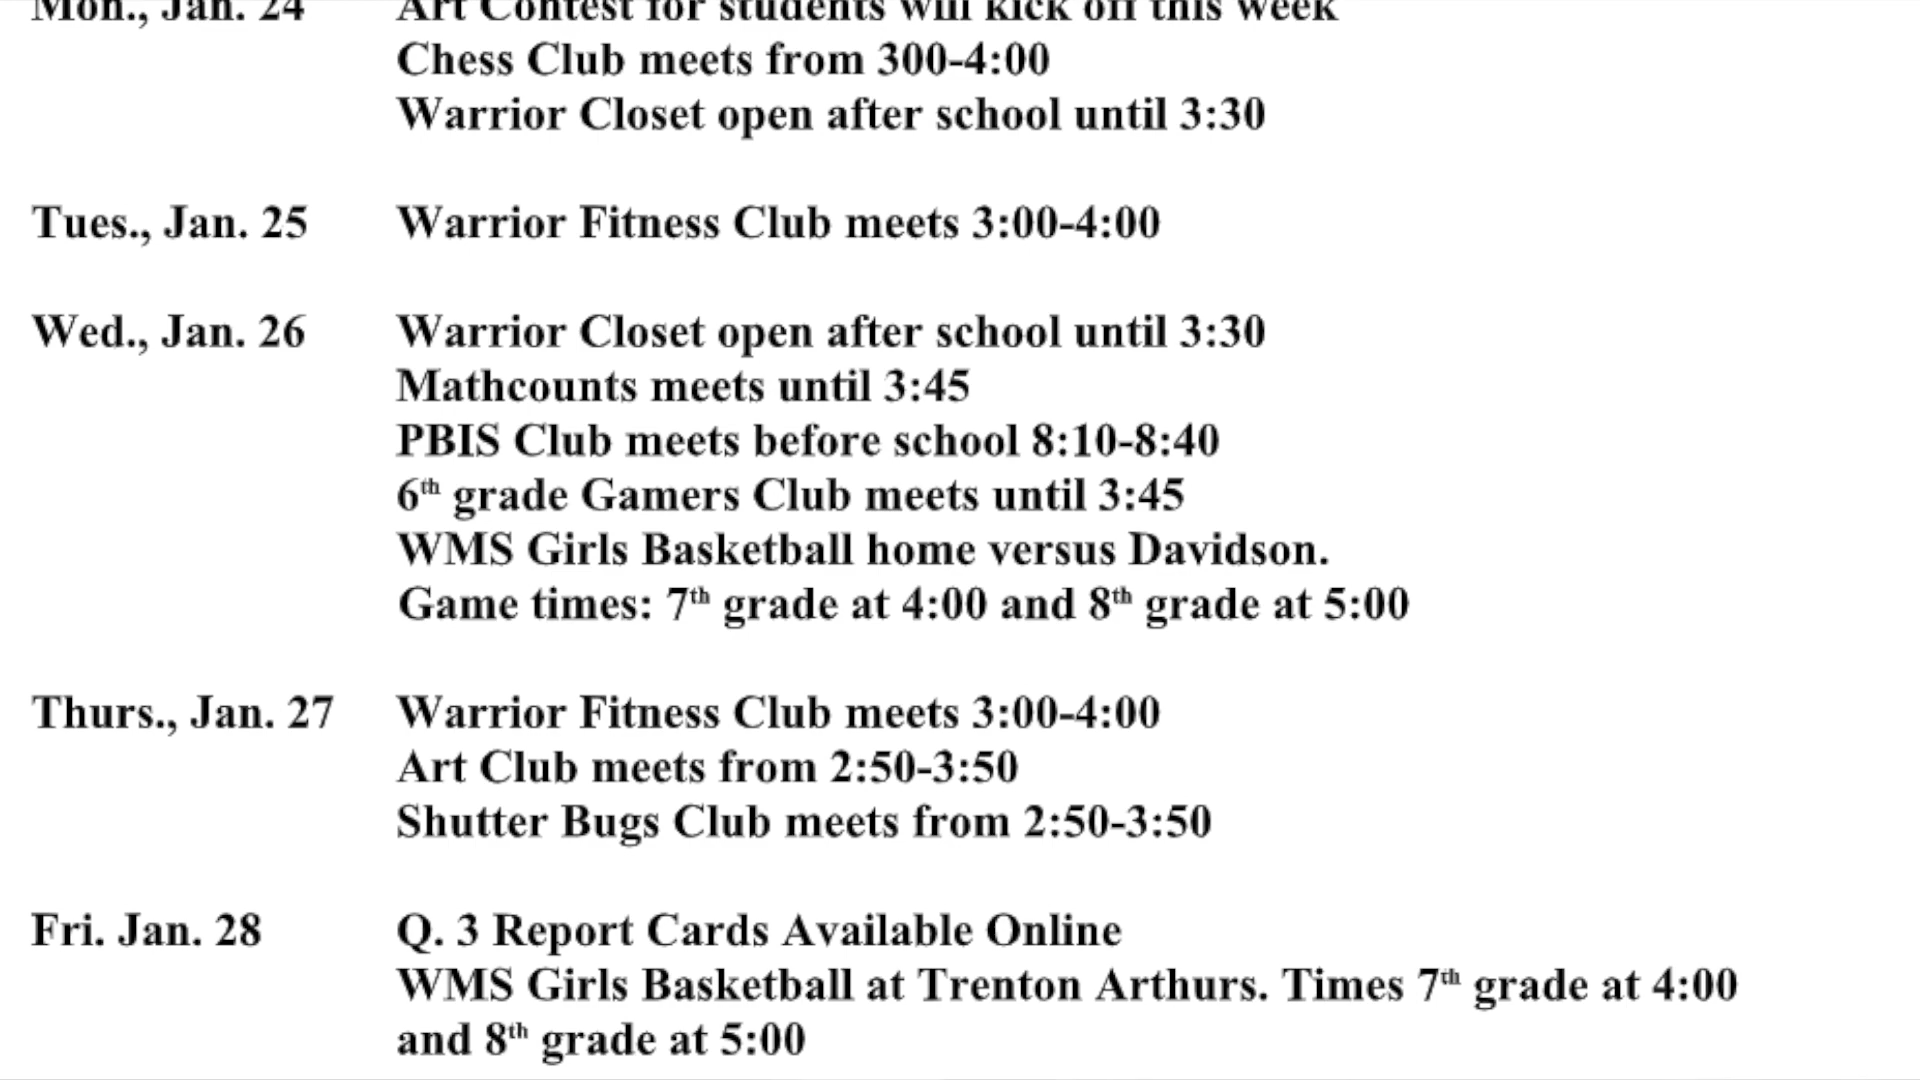 Mon., Jan. 24 Art Contest for students will kick off this week
Chess Club meets from 300-4:00
Warrior Closet open after school until 3:30
Tues., Jan. 25 Warrior Fitness Club meets 3:00-4:00
Wed., Jan. 26 Warrior Closet open after school until 3:30
Mathcounts meets until 3:45
PBIS Club meets before school 8:10-8:40
6th grade Gamers Club meets until 3:45
WMS Girls Basketball home versus Davidson.
Game times: 7th grade at 4:00 and 8th grade at 5:00
Thurs., Jan. 27 Warrior Fitness Club meets 3:00-4:00
Art Club meets from 2:50-3:50
Shutter Bugs Club meets from 2:50-3:50
Fri. Jan. 28 Q. 3 Report Cards Available Online
WMS Girls Basketball at Trenton Arthurs. Times 7th grade at 4:00
and 8th grade at 5:00